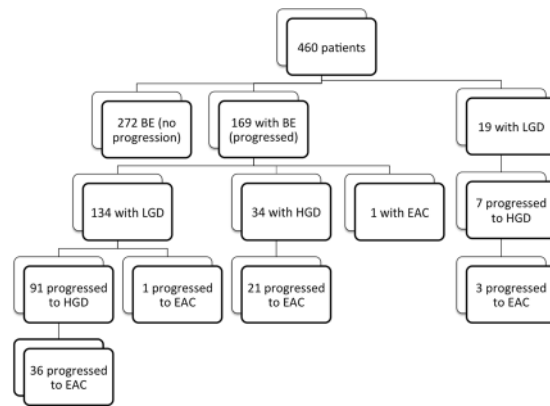 460 patients
272 BE (no
progression)
169 with BE
(progressed)
19 with LGD
134 with LGD
34 with HGD
1 with EAC
7 progressed
to HGD
91 progressed
to HGD
1 progressed
to EAC
21 progressed
to EAC
3 progressed
to EAC
36 progressed
to EAC